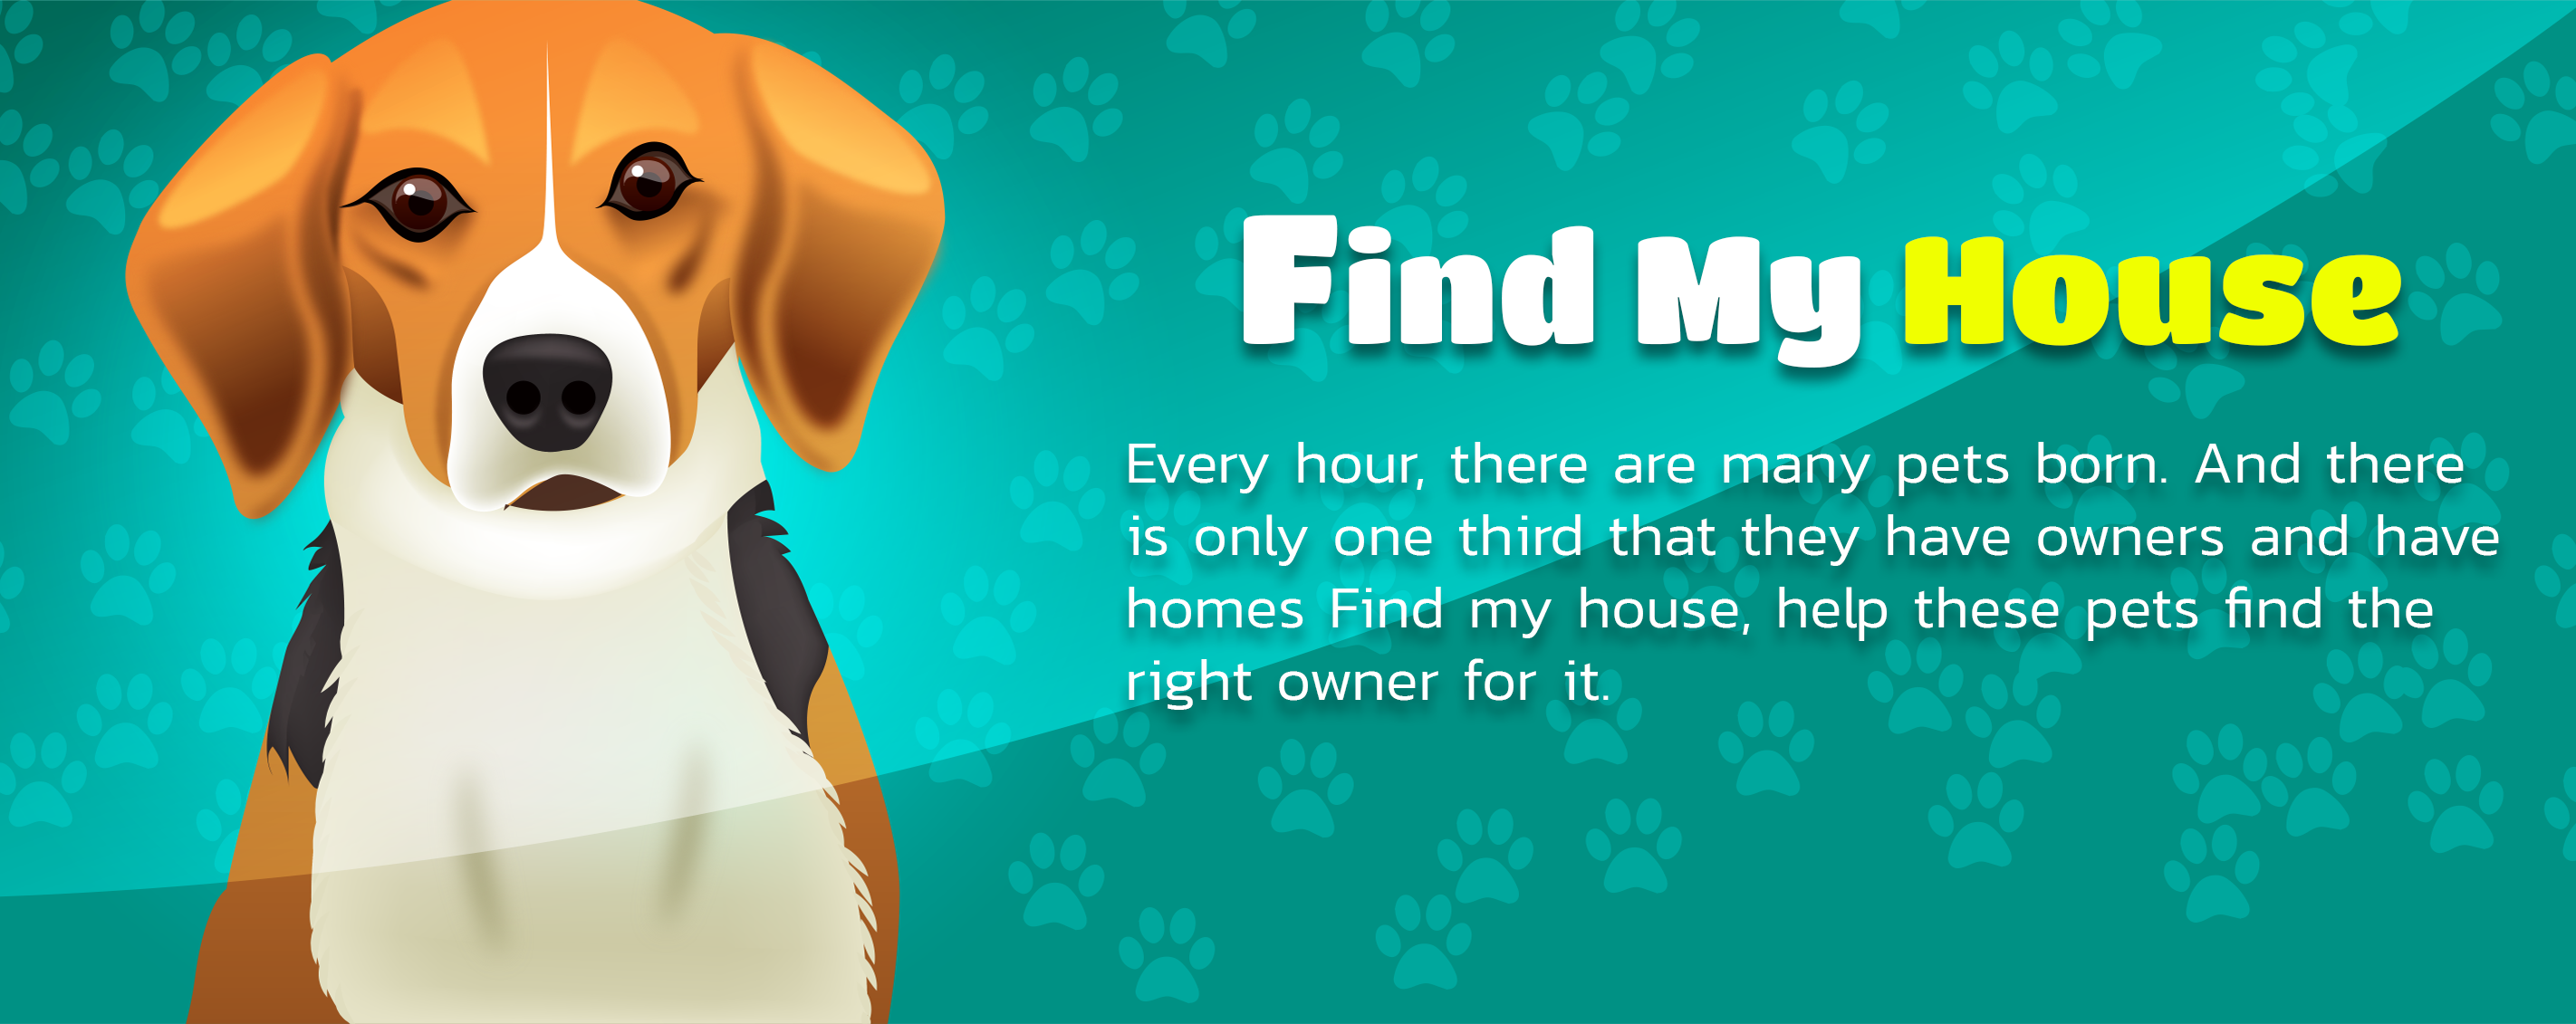 Find My House
Every hour, there are many pets born. And there
is only one third that they have owners and have
homes Find my house, help these pets find the
right owner for it.